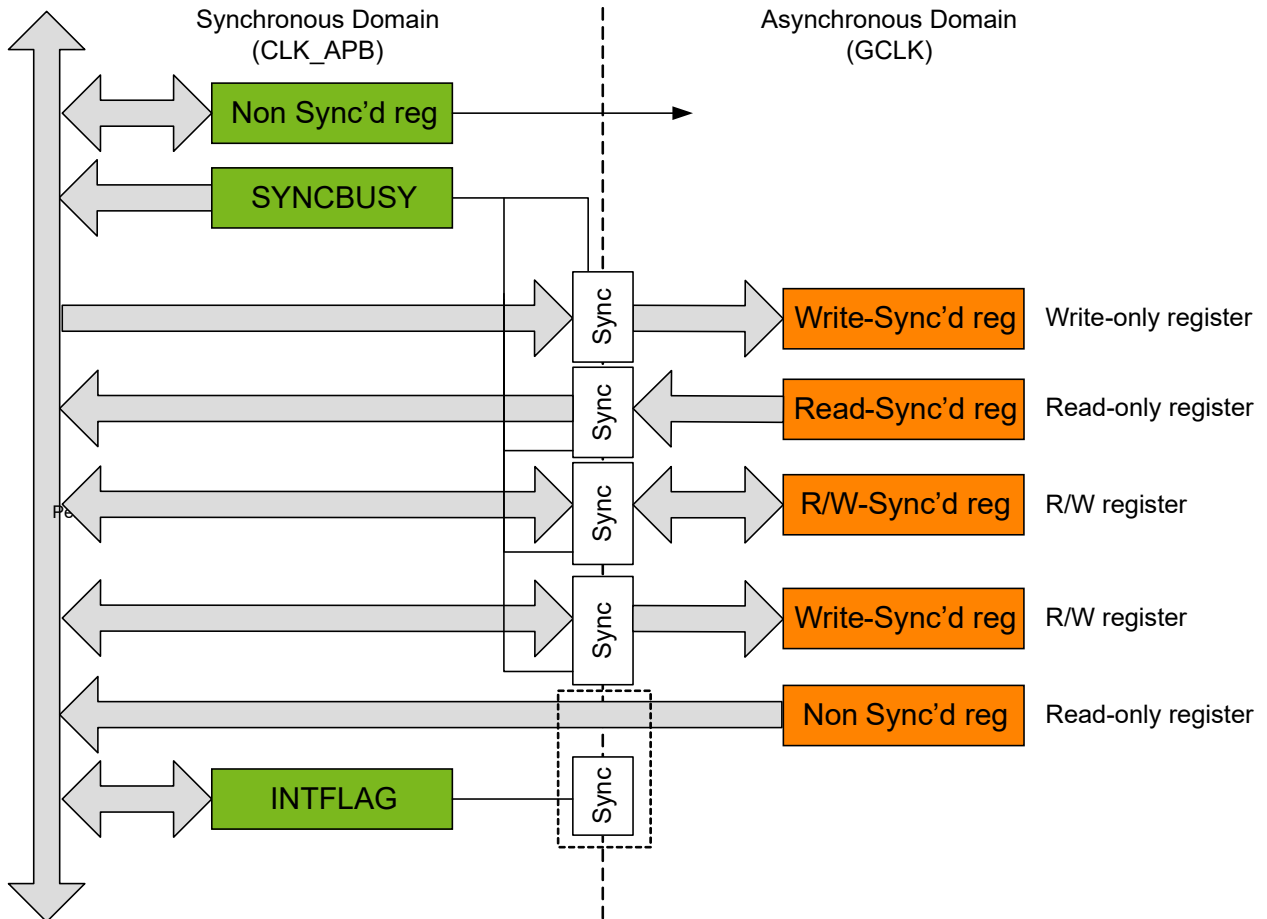 Synchronous Domain
(CLK_APB)
Asynchronous Domain
(GCLK)
Non Sync’d reg
SYNCBUSY
Sync
Write-Sync’d reg
Write-only register
Sync
Read-Sync’d reg
Read-only register
Sync
R/W-Sync’d reg
R/W register
Sync
Write-Sync’d reg
R/W register
Non Sync’d reg
Read-only register
INTFLAG
Sync